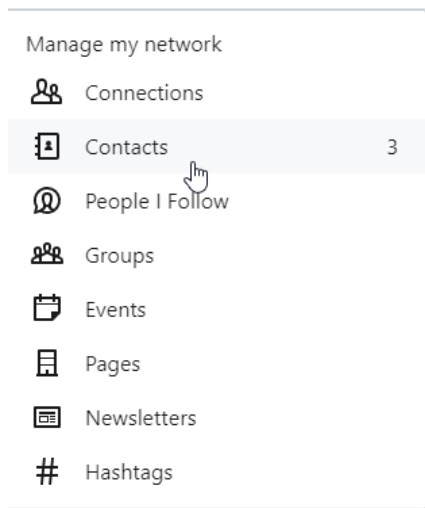 Manage my network
Connections
Contacts 3
People I Follow
Groups
Events
Pages
Newsletters
# Hashtags